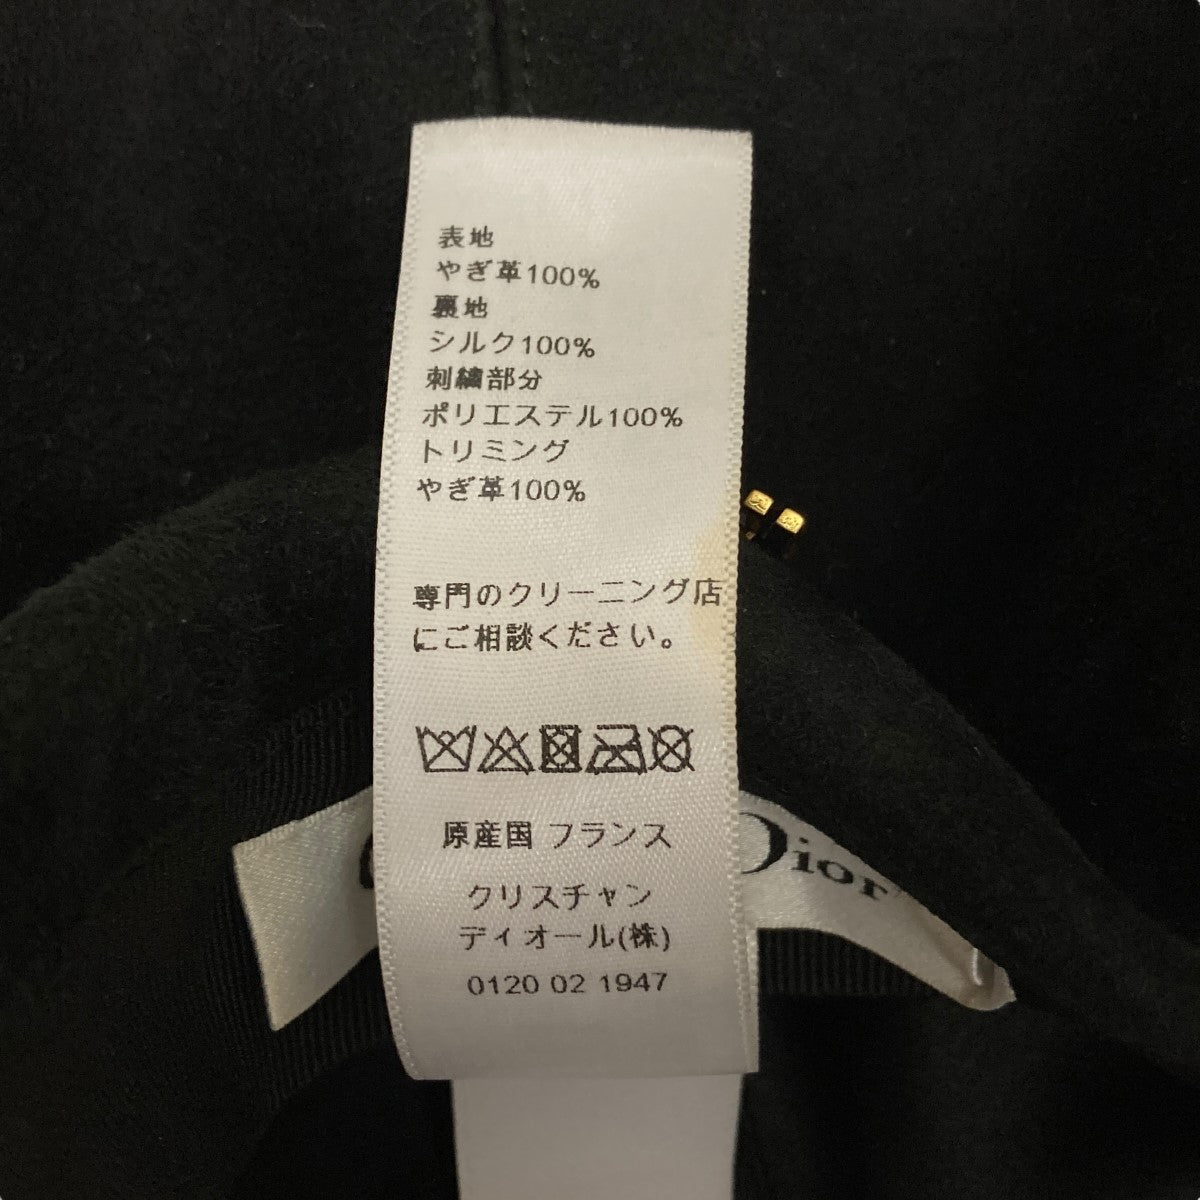 表地
やぎ革100%
裏地
シルク100%
刺繍部分
ポリエステル100%
トリミング
やぎ革100%
専門のクリーニング店
にご相談ください。
原産国 フランス
クリスチャン
ディオール(株)
0120 02 1947
Dior